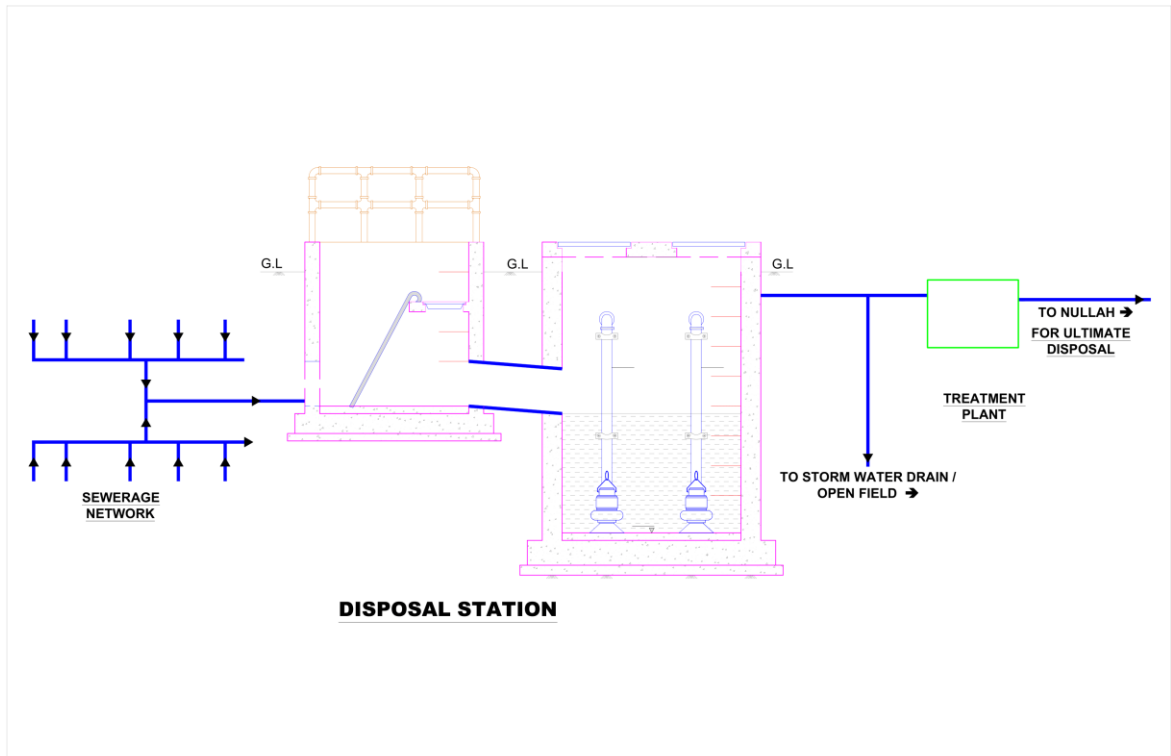 G.L
G.L
G.L
TO NULLAH ➔
FOR ULTIMATE
DISPOSAL
TREATMENT
PLANT
TO STORM WATER DRAIN /
OPEN FIELD ➔
SEWERAGE
NETWORK
DISPOSAL STATION